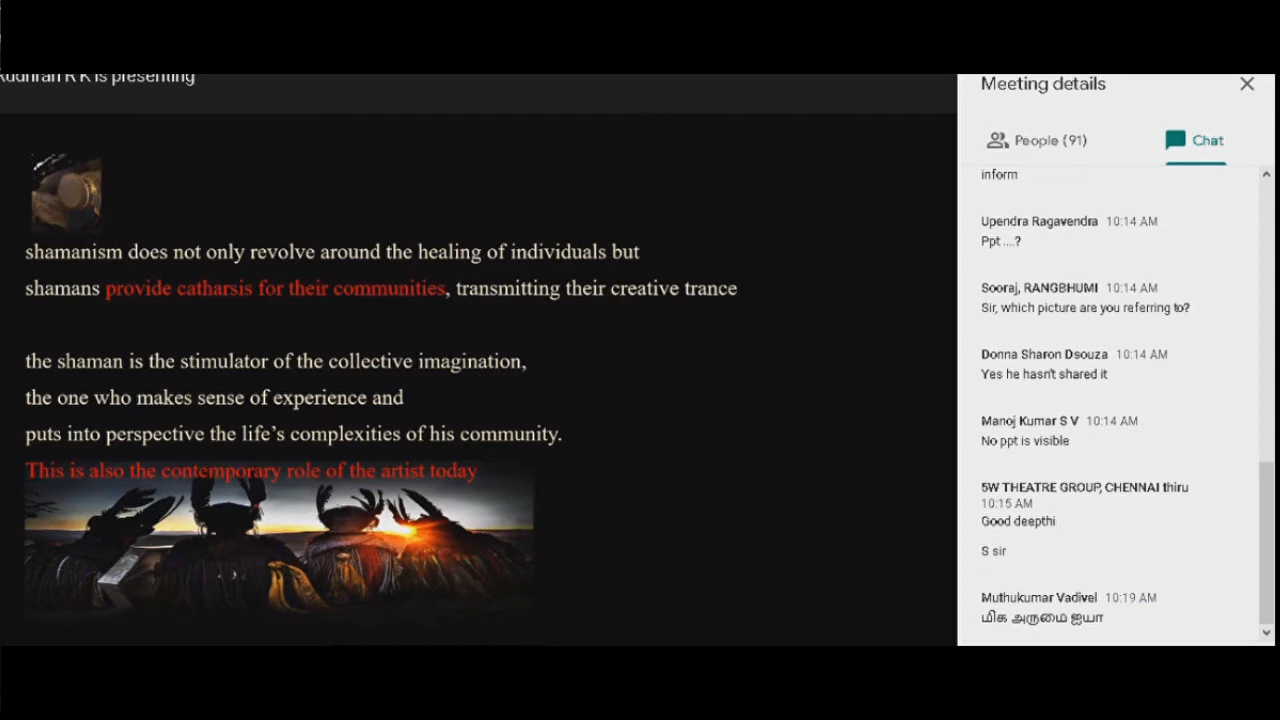 R K is presenting
shamanism does not only revolve around the healing of individuals but
shamans provide catharsis for their communities, transmitting their creative trance
the shaman is the stimulator of the collective imagination,
the one who makes sense of experience and
puts into perspective the life's complexities of his community.
This is also the contemporary role of the artist today
Meeting details
People (91)
Chat
inform
Upendra Ragavendra 10:14 AM
Ppt ....?
Sooraj, RANGBHUMI 10:14 AM
Sir, which picture are you referring to?
Donna Sharon Dsouza 10:14 AM
Yes he hasn't shared it
Manoj Kumar S V 10:14 AM
No ppt is visible
5W THEATRE GROUP, CHENNAI thiru
10:15 AM
Good deepthi
S sir
Muthukumar Vadivel 10:19 AM
மிக அருமை ஐயா